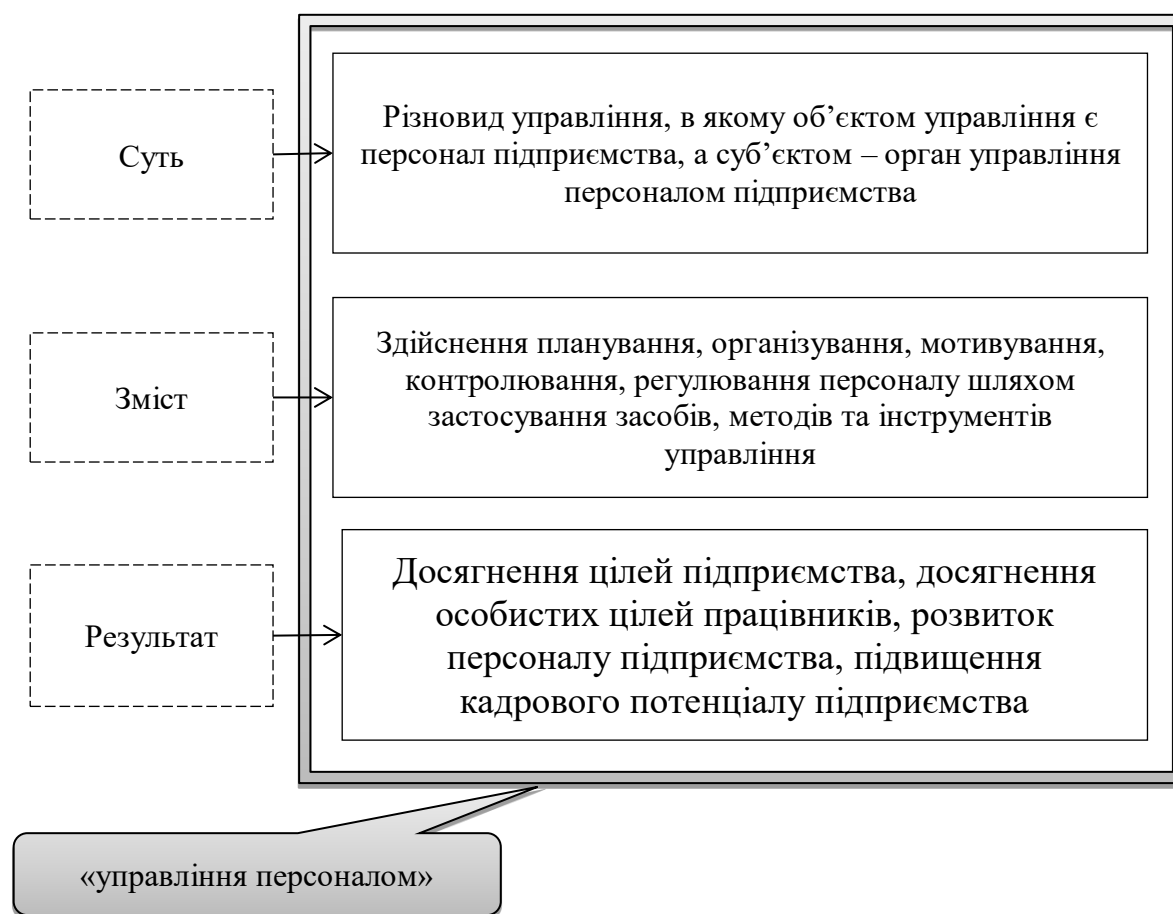 Суть
Різновид управління, в якому об’єктом управління є
персонал підприємства, а суб’єктом – орган управління
персоналом підприємства
Зміст
Здійснення планування, організування, мотивування,
контролювання, регулювання персоналу шляхом
застосування засобів, методів та інструментів
управління
Результат
Досягнення цілей підприємства, досягнення
особистих цілей працівників, розвиток
персоналу підприємства, підвищення
кадрового потенціалу підприємства
«управління персоналом»